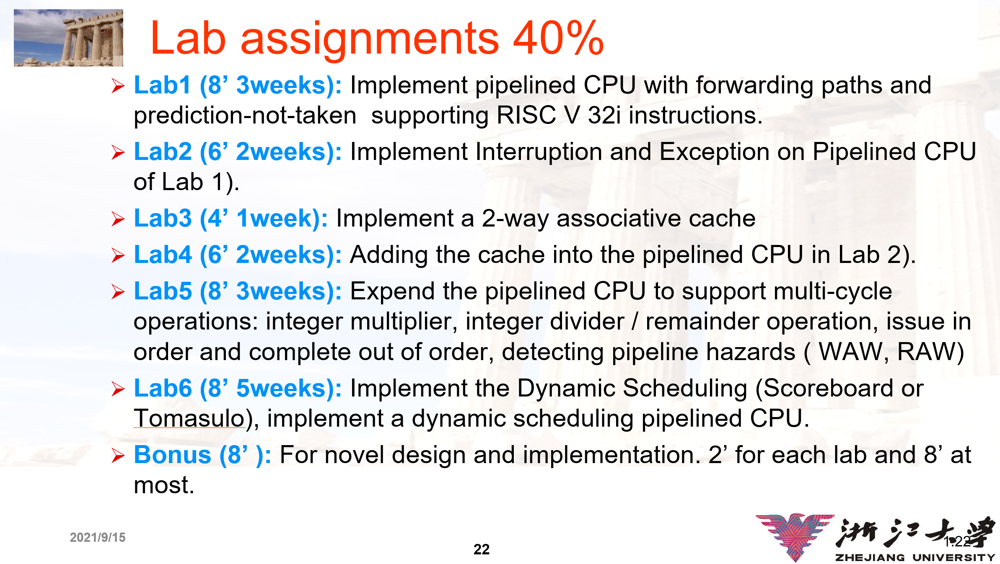 Lab assignments 40%
Lab1 (8’ 3weeks): Implement pipelined CPU with forwarding paths and
prediction-not-taken supporting RISC V 32i instructions.
Lab2 (6’ 2weeks): Implement Interruption and Exception on Pipelined CPU
of Lab 1).
Lab3 (4’ 1week): Implement a 2-way associative cache
Lab4 (6’ 2weeks): Adding the cache into the pipelined CPU in Lab 2).
Lab5 (8’ 3weeks): Expend the pipelined CPU to support multi-cycle
operations: integer multiplier, integer divider / remainder operation, issue in
order and complete out of order, detecting pipeline hazards ( WAW, RAW)
Lab6 (8’ 5weeks): Implement the Dynamic Scheduling (Scoreboard or
Tomasulo), implement a dynamic scheduling pipelined CPU.
Bonus (8’ ): For novel design and implementation. 2’ for each lab and 8’ at
most.
2021/9/15
22
浙江大学
1.22
ZHEJIANG UNIVERSITY